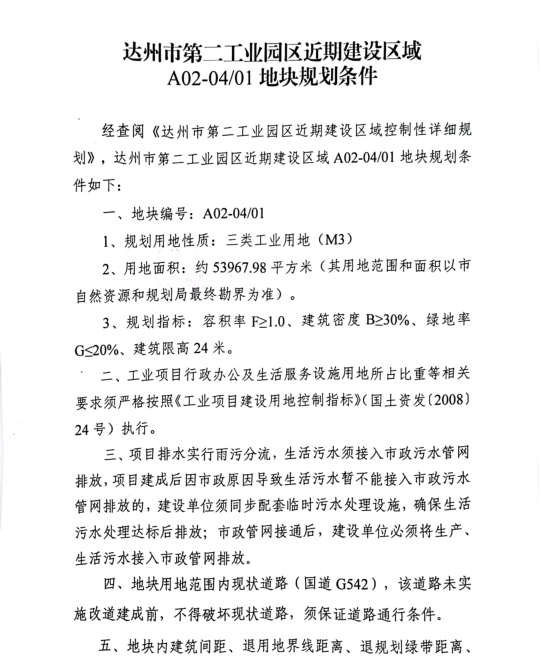 达州市第二工业园区近期建设区域
A02-04/01 地块规划条件
经查阅《达州市第二工业园区近期建设区域控制性详细规
划》，达州市第二工业园区近期建设区域 A02-04/01 地块规划条
件如下：
一、地块编号：A02-04/01
1、规划用地性质：三类工业用地（M3）
2、用地面积：约 53967.98 平方米（其用地范围和面积以市
自然资源和规划局最终勘界为准）。
3、规划指标：容积率 F≥1.0、建筑密度 B≥30%、绿地率
G≤20%、建筑限高 24 米。
二、工业项目行政办公及生活服务设施用地所占比重等相关
要求须严格按照《工业项目建设用地控制指标》（国土资发〔2008〕
24 号）执行。
三、项目排水实行雨污分流，生活污水须接入市政污水管网
排放，项目建成后因市政原因导致生活污水暂不能接入市政污水
管网排放的，建设单位须同步配套临时污水处理设施，确保生活
污水处理达标后排放；市政管网接通后，建设单位必须将生产、
生活污水接入市政管网排放。
四、地块用地范围内现状道路（国道 G542），该道路未实
施改道建成前，不得破坏现状道路，须保证道路通行条件。
五、地块内建筑间距、退用地界线距离、退规划绿带距离、